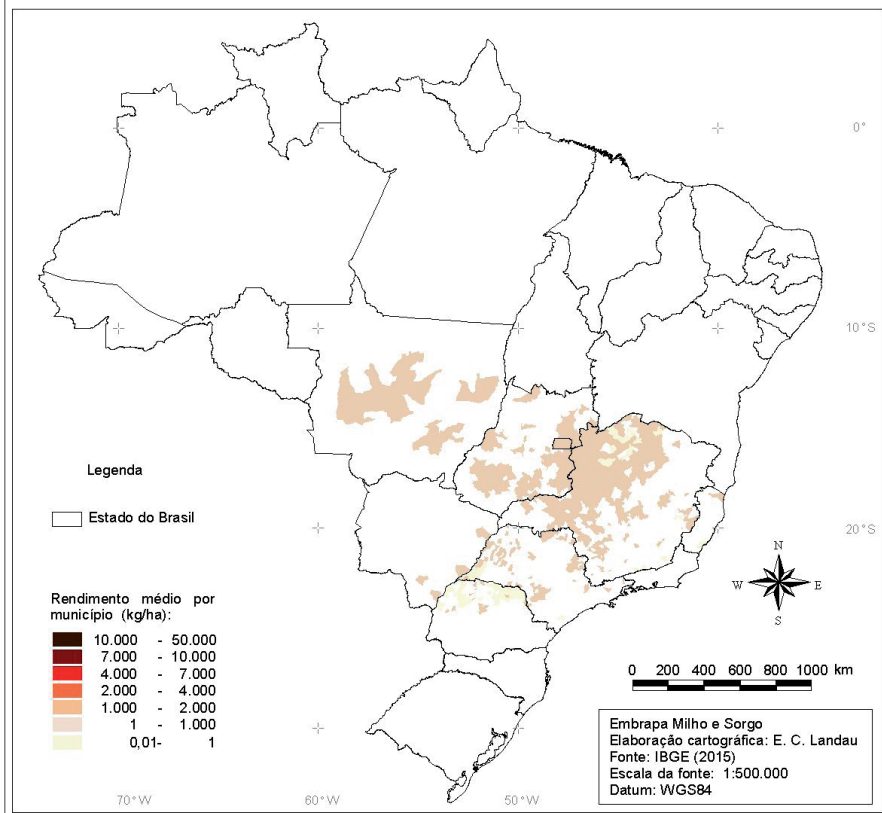 0°
10°S
Legenda
Estado do Brasil
20°S
N
W E
S
Rendimento médio por
município (kg/ha):
10.000 - 50.000
7.000 - 10.000
4.000 - 7.000
2.000 - 4.000
1.000 - 2.000
1 - 1.000
0,01- 1
0 200 400 600 800 1000 km
Embrapa Milho e Sorgo
Elaboração cartográfica: E. C. Landau
Fonte: IBGE (2015)
Escala da fonte: 1:500.000
Datum: WGS84
70°W 60°W 50°W